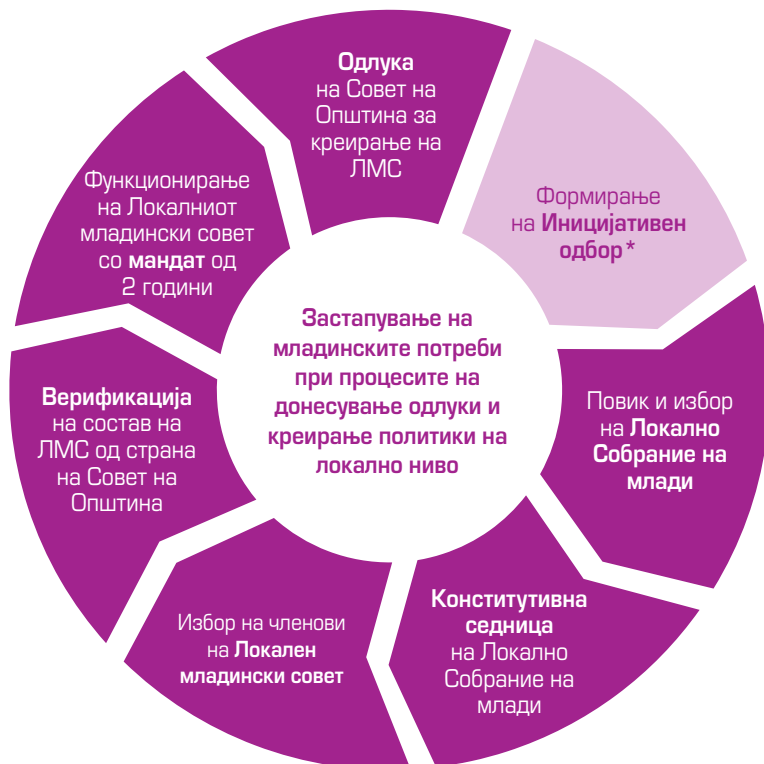 Одлука
на Совет на
Општина за
креирање на
ЛМС
Формирање
на Иницијативен
одбор*
Повик и избор
на Локално
Собрание на
млади
Конститутивна
седница
на Локално
Собрание на
млади
Избор на членови
на Локален
младински совет
Верификација
на состав на
ЛМС од страна
на Совет на
Општина
Функционирање
на Локалниот
младински совет
со мандат од
2 години
Застапување на
младинските потреби
при процесите на
донесување одлуки и
креирање политики на
локално ниво